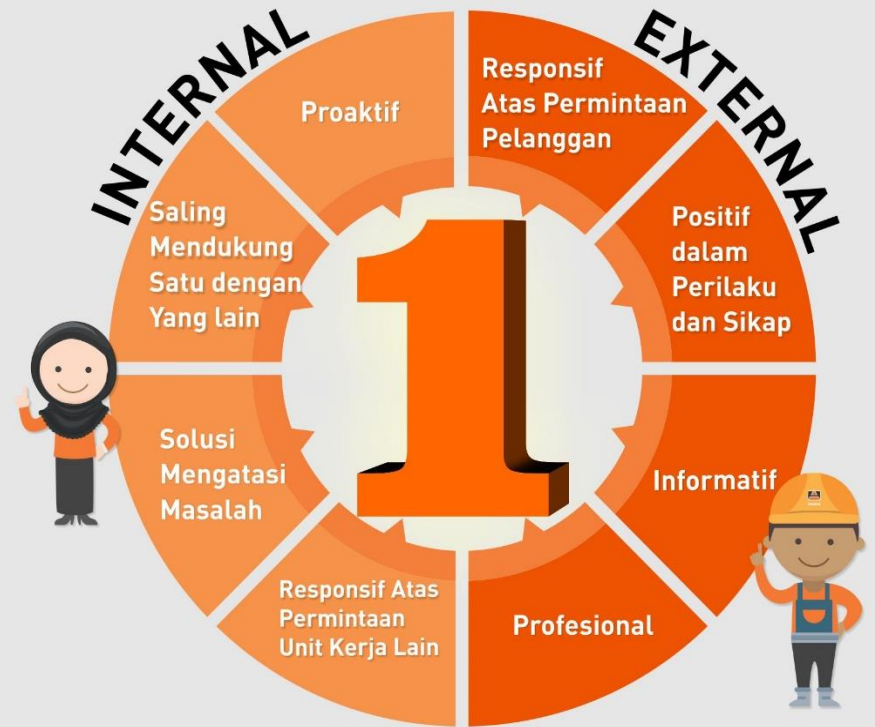 INTERNAL
EXTERNAL
Proaktif
Saling
Mendukung
Satu dengan
Yang lain
Solusi
Mengatasi
Masalah
Responsif Atas
Permintaan
Unit Kerja Lain
Responsif
Atas Permintaan
Pelanggan
Positif
dalam
Perilaku
dan Sikap
Informatif
Profesional
1